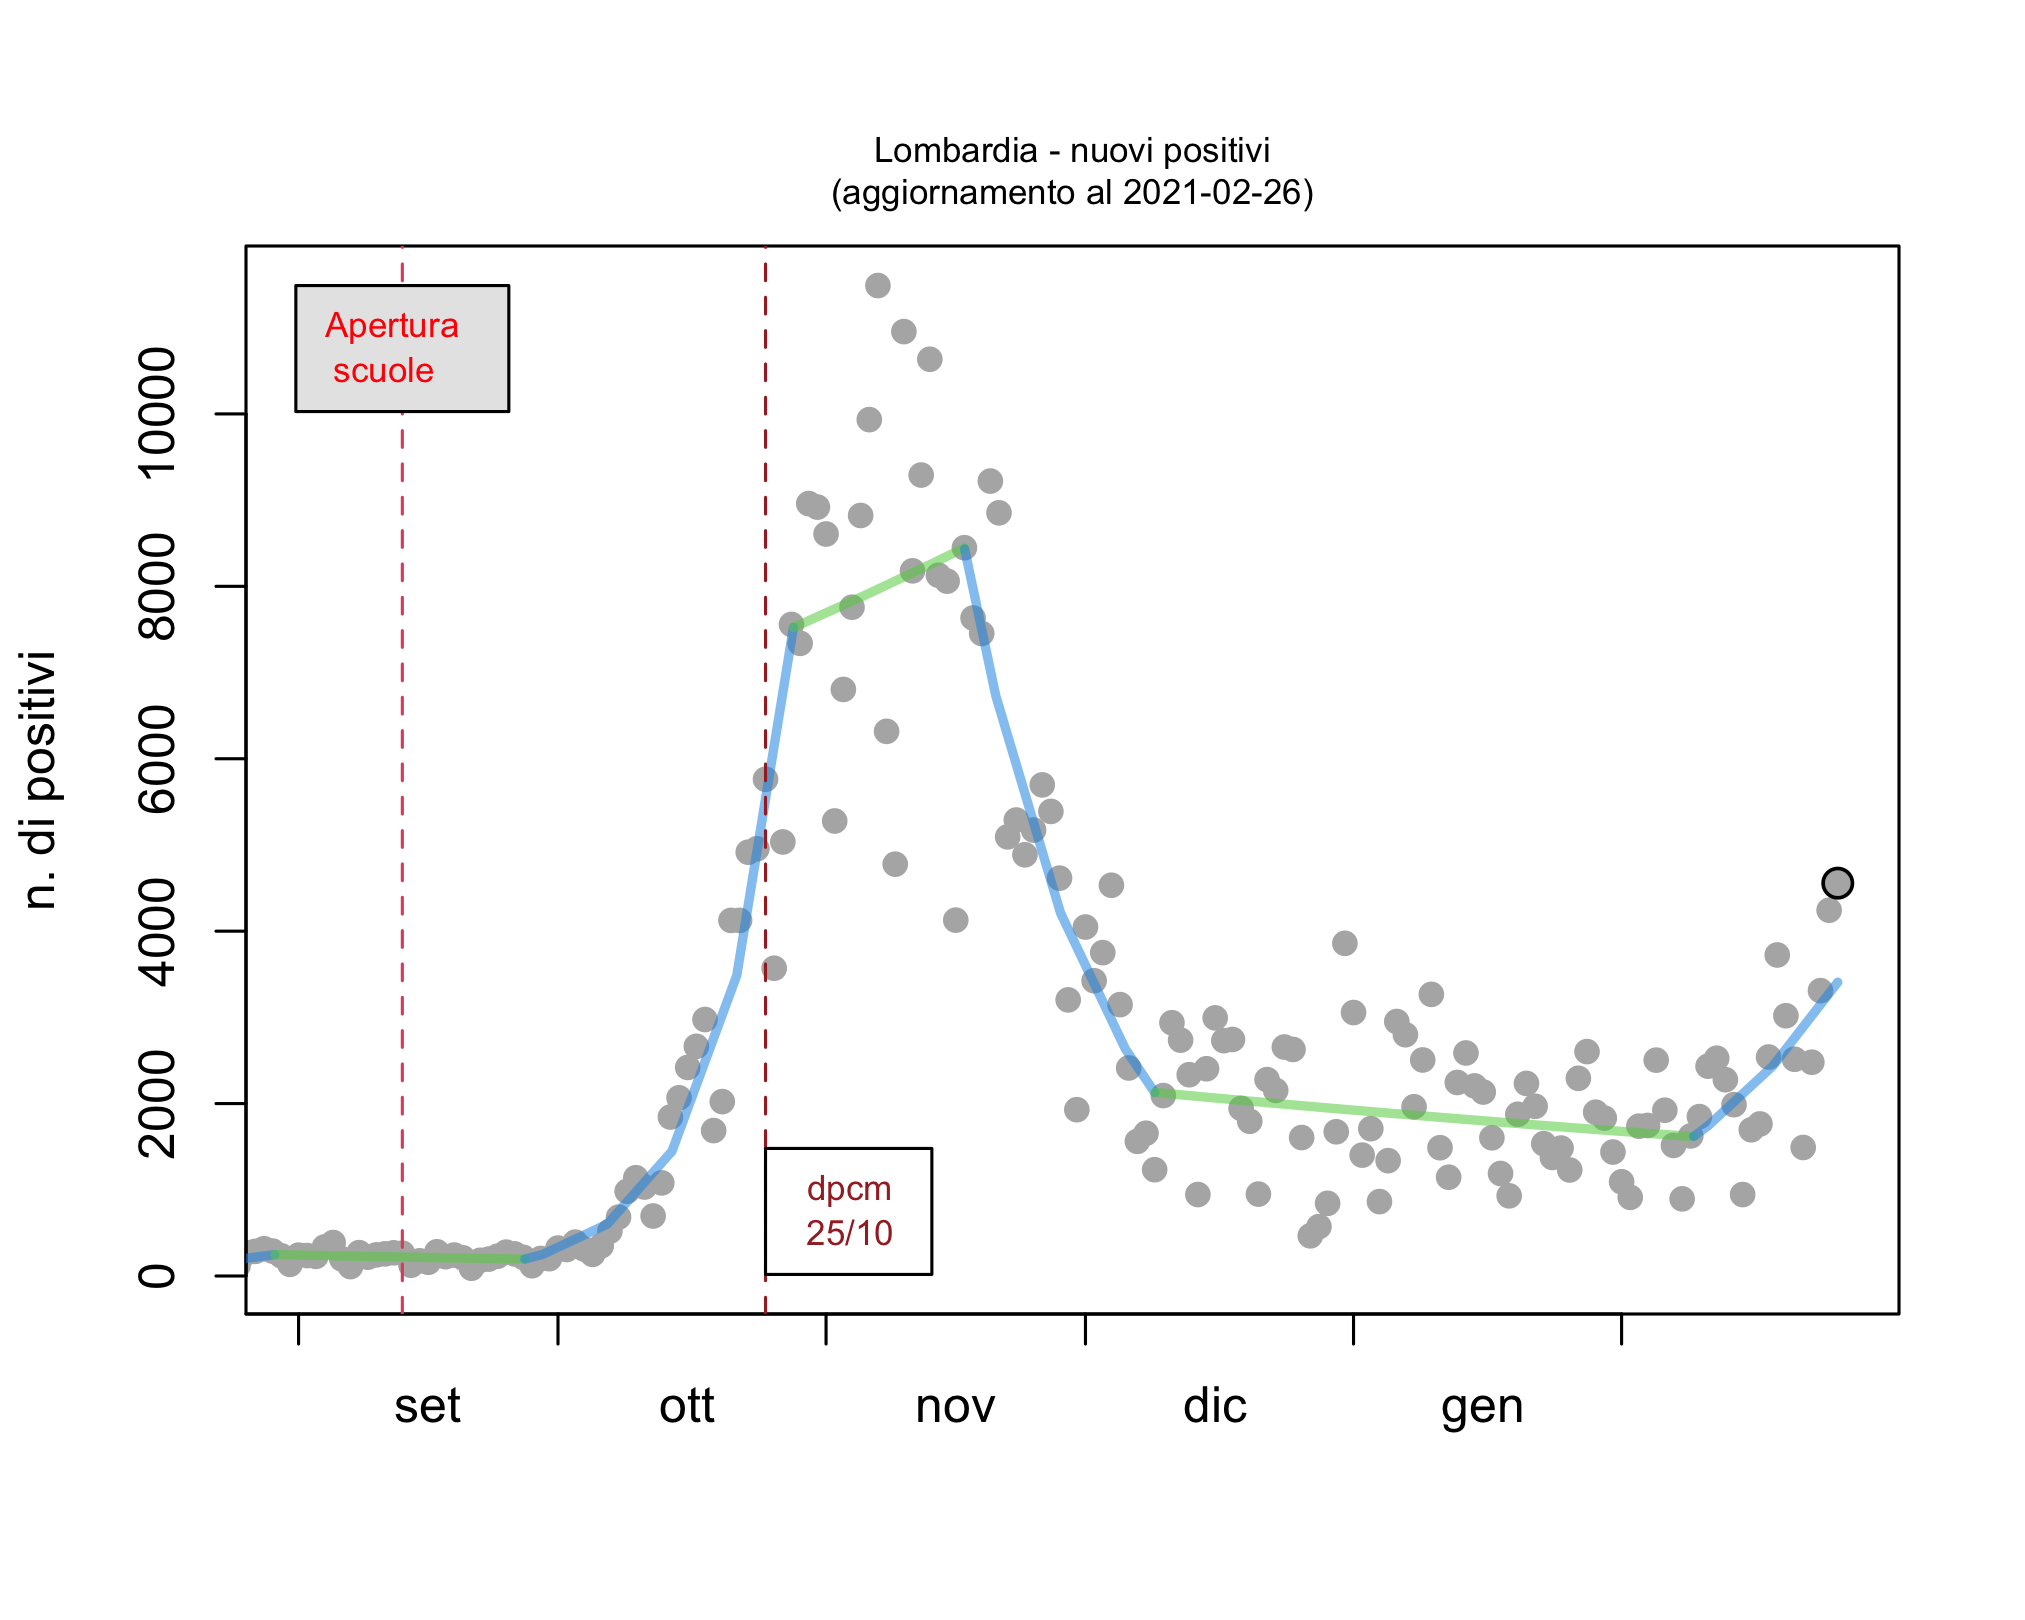 Lombardia - nuovi positivi
(aggiornamento al 2021-02-26)
Apertura
scuole
n. di positivi
10000
8000
6000
4000
2000
0
dpcm
25/10
set ott nov dic gen